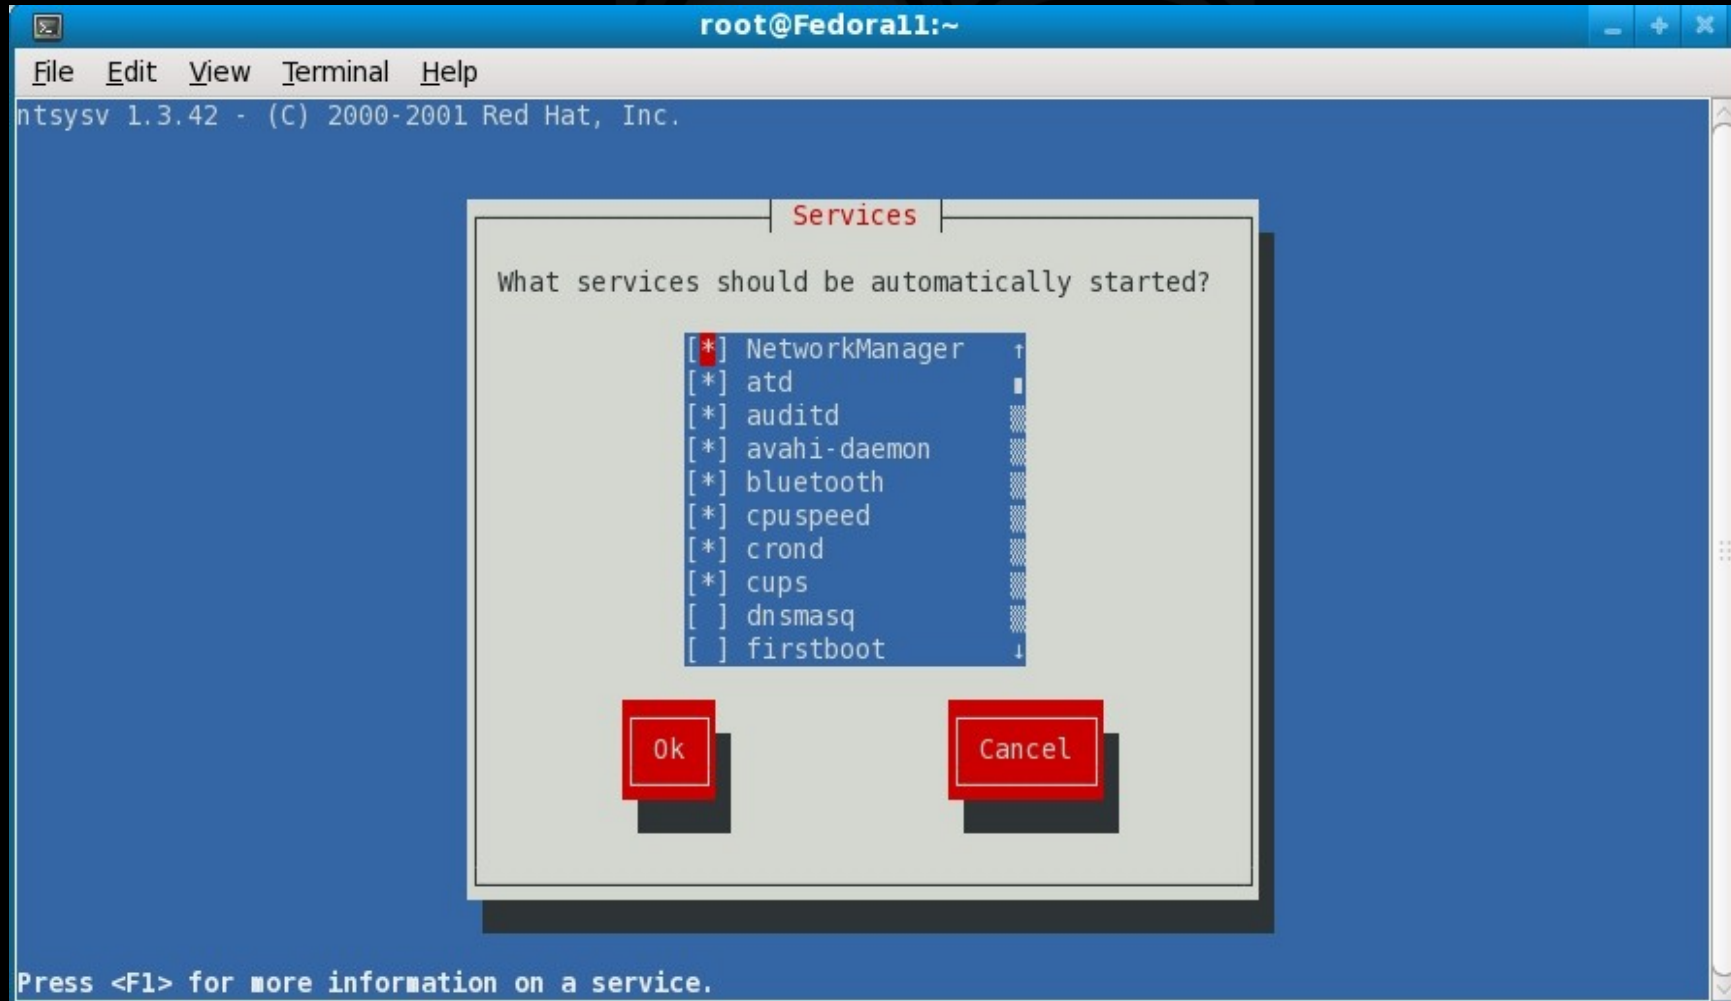 root@Fedora11:~
File Edit View Terminal Help
ntsysv 1.3.42 - (C) 2000-2001 Red Hat, Inc.
Services
What services should be automatically started?
[*] NetworkManager ↑
[*] atd
[*] auditd
[*] avahi-daemon
[*] bluetooth
[*] cpuspeed
[*] crond
[*] cups
[ ] dnsmasq
[ ] firstboot ↓
Ok Cancel
Press <F1> for more information on a service.